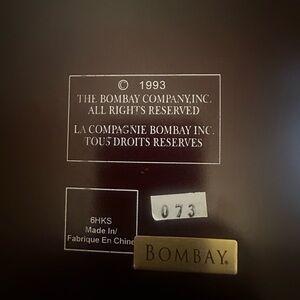 © 1993
THE BOMBAY COMPANY,INC.
ALL RIGHTS RESERVED
LA COMPAGNIE BOMBAY INC.
TOUS DROITS RESERVES
6HKS
Made In/
Fabrique En Chine
073
BOMBAY®